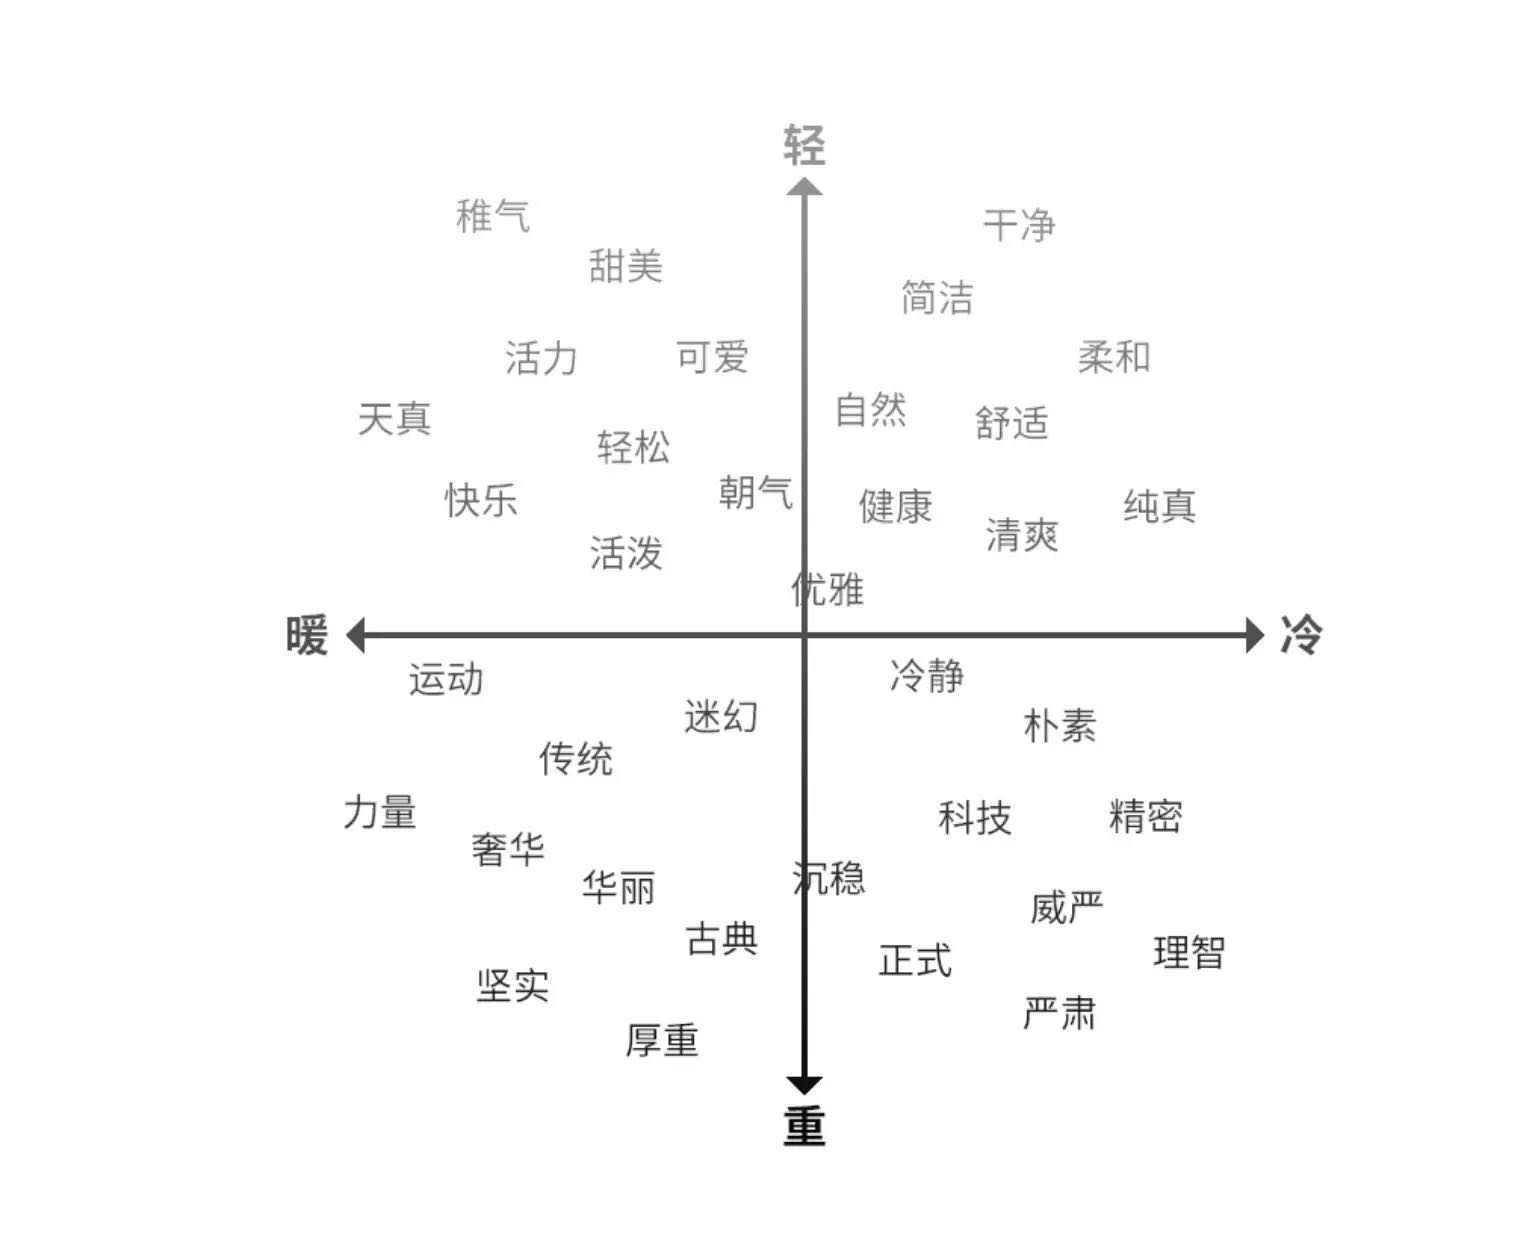 轻
稚气
干净
甜美
简洁
活力
可爱
柔和
自然
天真
舒适
轻松
朝气
快乐
健康
纯真
清爽
活泼
优雅
暖
冷
运动
冷静
迷幻
朴素
传统
力量
科技
精密
奢华
沉稳
华丽
威严
古典
理智
正式
坚实
严肃
厚重
重